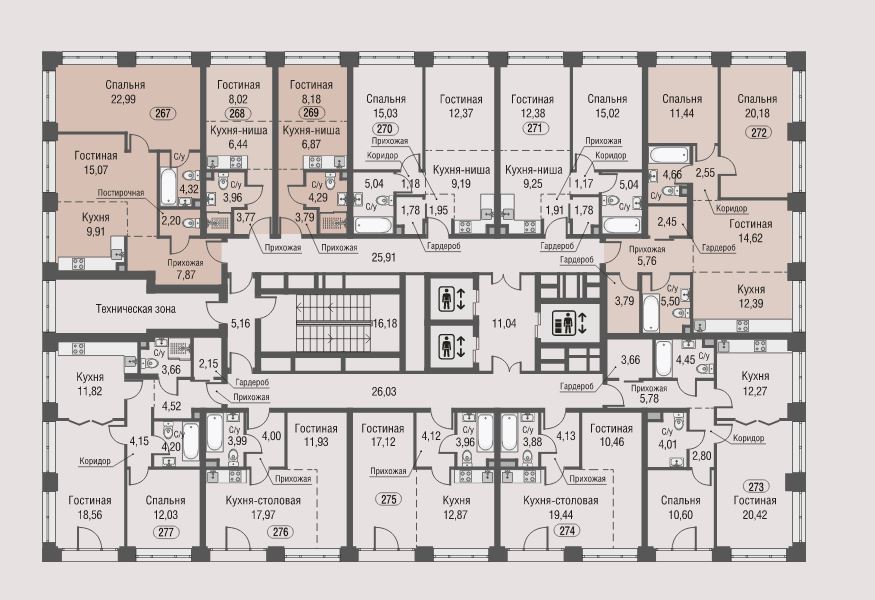 Спальня
22,99
267
Гостиная
8,02
268
Кухня-ниша
6,44
Гостиная
8,18
269
Кухня-ниша
6,87
Спальня
15,03
270
Прихожая
Коридор
Гостиная
12,37
Кухня-ниша
9,19
Гостиная
12,38
271
Кухня-ниша
9,25
Спальня
15,02
Прихожая
Коридор
Спальня
11,44
Спальня
20,18
272
Гостиная
15,07
С/у
4,32
Постирочная
2,20
Кухня
9,91
Прихожая
7,87
С/у
3,96
3,77
С/у
4,29
3,79
Прихожая
Прихожая
5,04
С/у
1,18
1,78
1,95
Гардероб
1,17
5,04
С/у
1,91
1,78
Гардероб
4,66
С/у
2,55
Коридор
2,45
Гардероб
5,76
Прихожая
Гостиная
14,62
Гардероб
3,79
С/у
5,50
Кухня
12,39
25,91
Техническая зона
5,16
16,18
11,04
26,03
Кухня
11,82
С/у
3,66
2,15
Гардероб
Прихожая
4,52
4,15
Коридор
С/у
4,20
Гостиная
18,56
Спальня
12,03
277
С/у
3,99
4,00
Прихожая
Гостиная
11,93
Кухня-столовая
17,97
276
Гостиная
17,12
4,12
Прихожая
С/у
3,96
275
Кухня
12,87
С/у
3,88
4,13
Прихожая
Гостиная
10,46
Кухня-столовая
19,44
274
3,66
Гардероб
С/у
4,45
Прихожая
5,78
Кухня
12,27
С/у
4,01
2,80
Коридор
Спальня
10,60
273
Гостиная
20,42